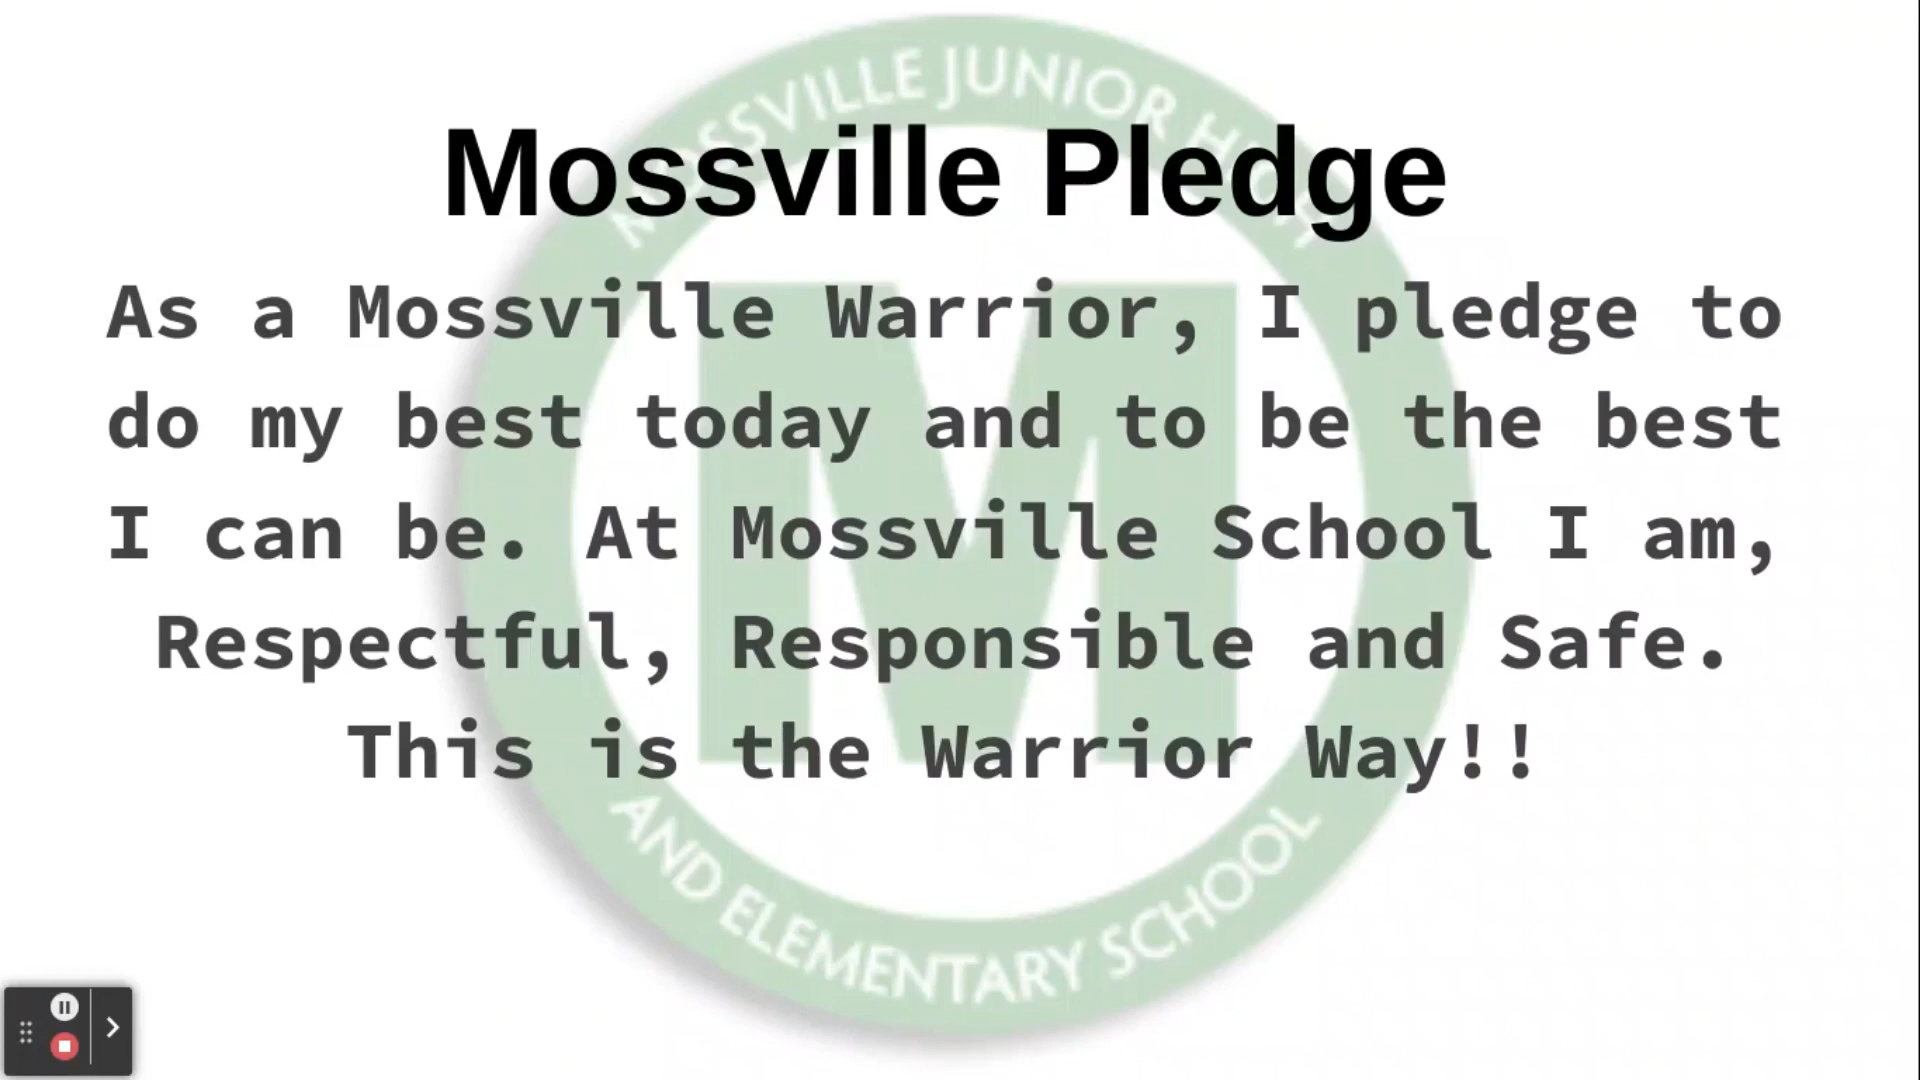 MOSSVILLE JUNIOR HIGH
Mossville Pledge
As a Mossville Warrior, I pledge to
do my best today and to be the best
I can be. At Mossville School I am,
Respectful, Responsible and Safe.
This is the Warrior Way!!
M
AND ELEMENTARY SCHOOL